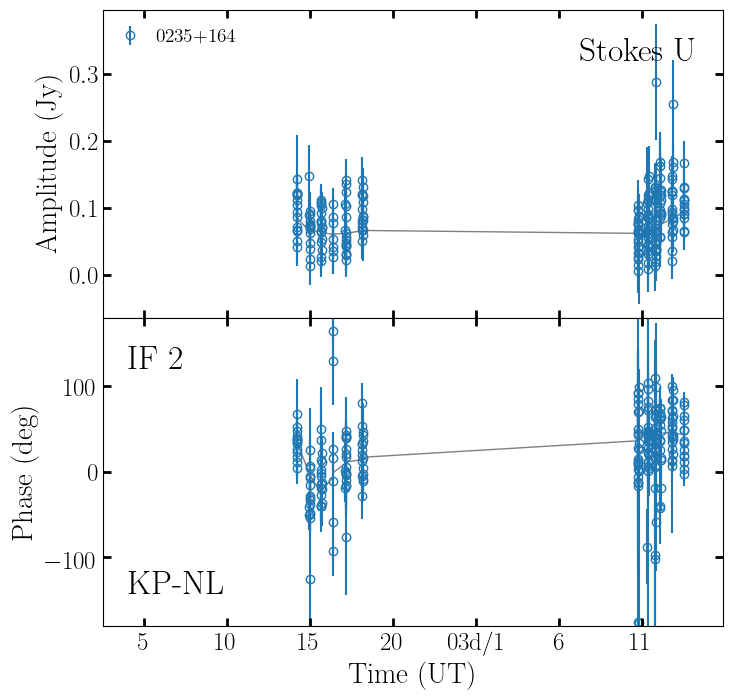 0235+164
Stokes U
0.3
0.2
0.1
0.0
Amplitude (Jy)
IF 2
100
0
−100
Phase (deg)
KP-NL
5 10 15 20 03d/1 6 11
Time (UT)